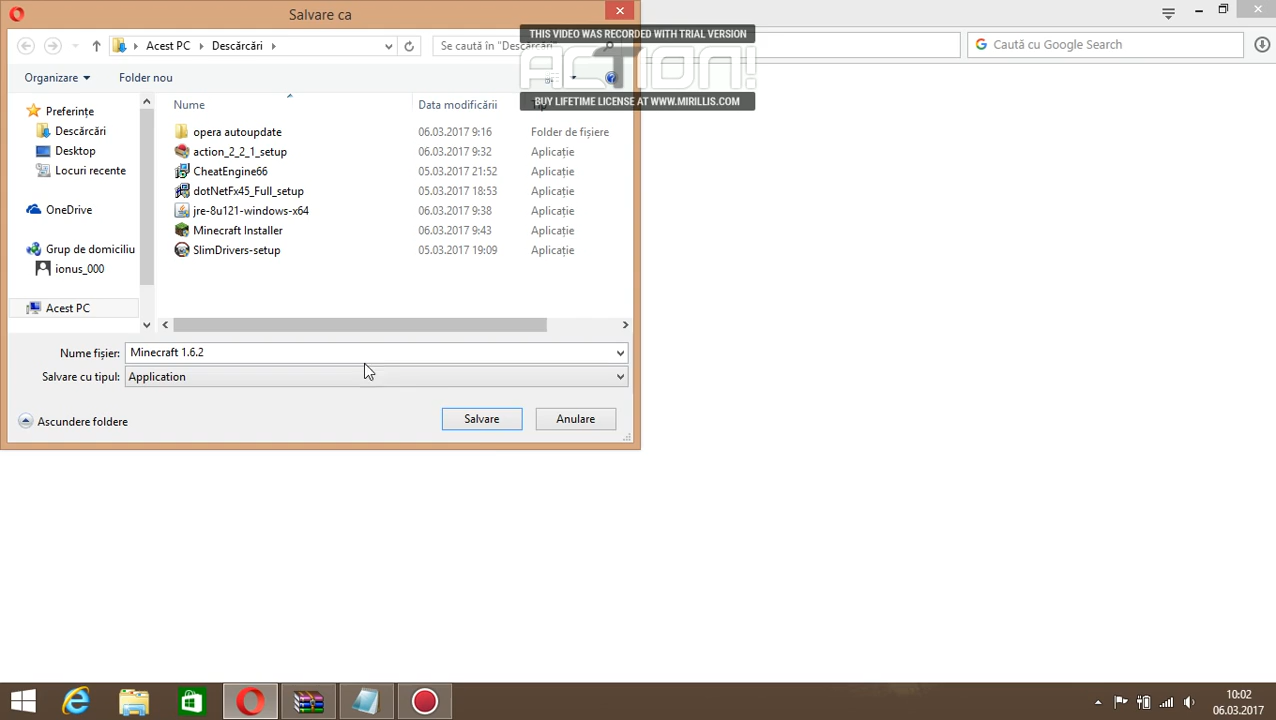 Salvare ca
THIS VIDEO WAS RECORDED WITH TRIAL VERSION
ACTION!
BUY LIFETIME LICENSE AT WWW.MIRILLIS.COM
Acest PC
Descărcări
Se caută în "Descărcări"
Caută cu Google Search
Organizare
Folder nou
Preferințe
Descărcări
Desktop
Locuri recente
OneDrive
Grup de domiciliu
ionus_000
Acest PC
Nume Data modificării
opera autoupdate 06.03.2017 9:16 Folder de fișiere
action_2_2_1_setup 06.03.2017 9:32 Aplicație
CheatEngine66 05.03.2017 21:52 Aplicație
dotNetFx45_Full_setup 05.03.2017 18:53 Aplicație
jre-8u121-windows-x64 06.03.2017 9:38 Aplicație
Minecraft Installer 06.03.2017 9:43 Aplicație
SlimDrivers-setup 05.03.2017 19:09 Aplicație
Nume fișier: Minecraft 1.6.2
Salvare cu tipul: Application
Ascundere foldere
Salvare
Anulare
10:02
06.03.2017